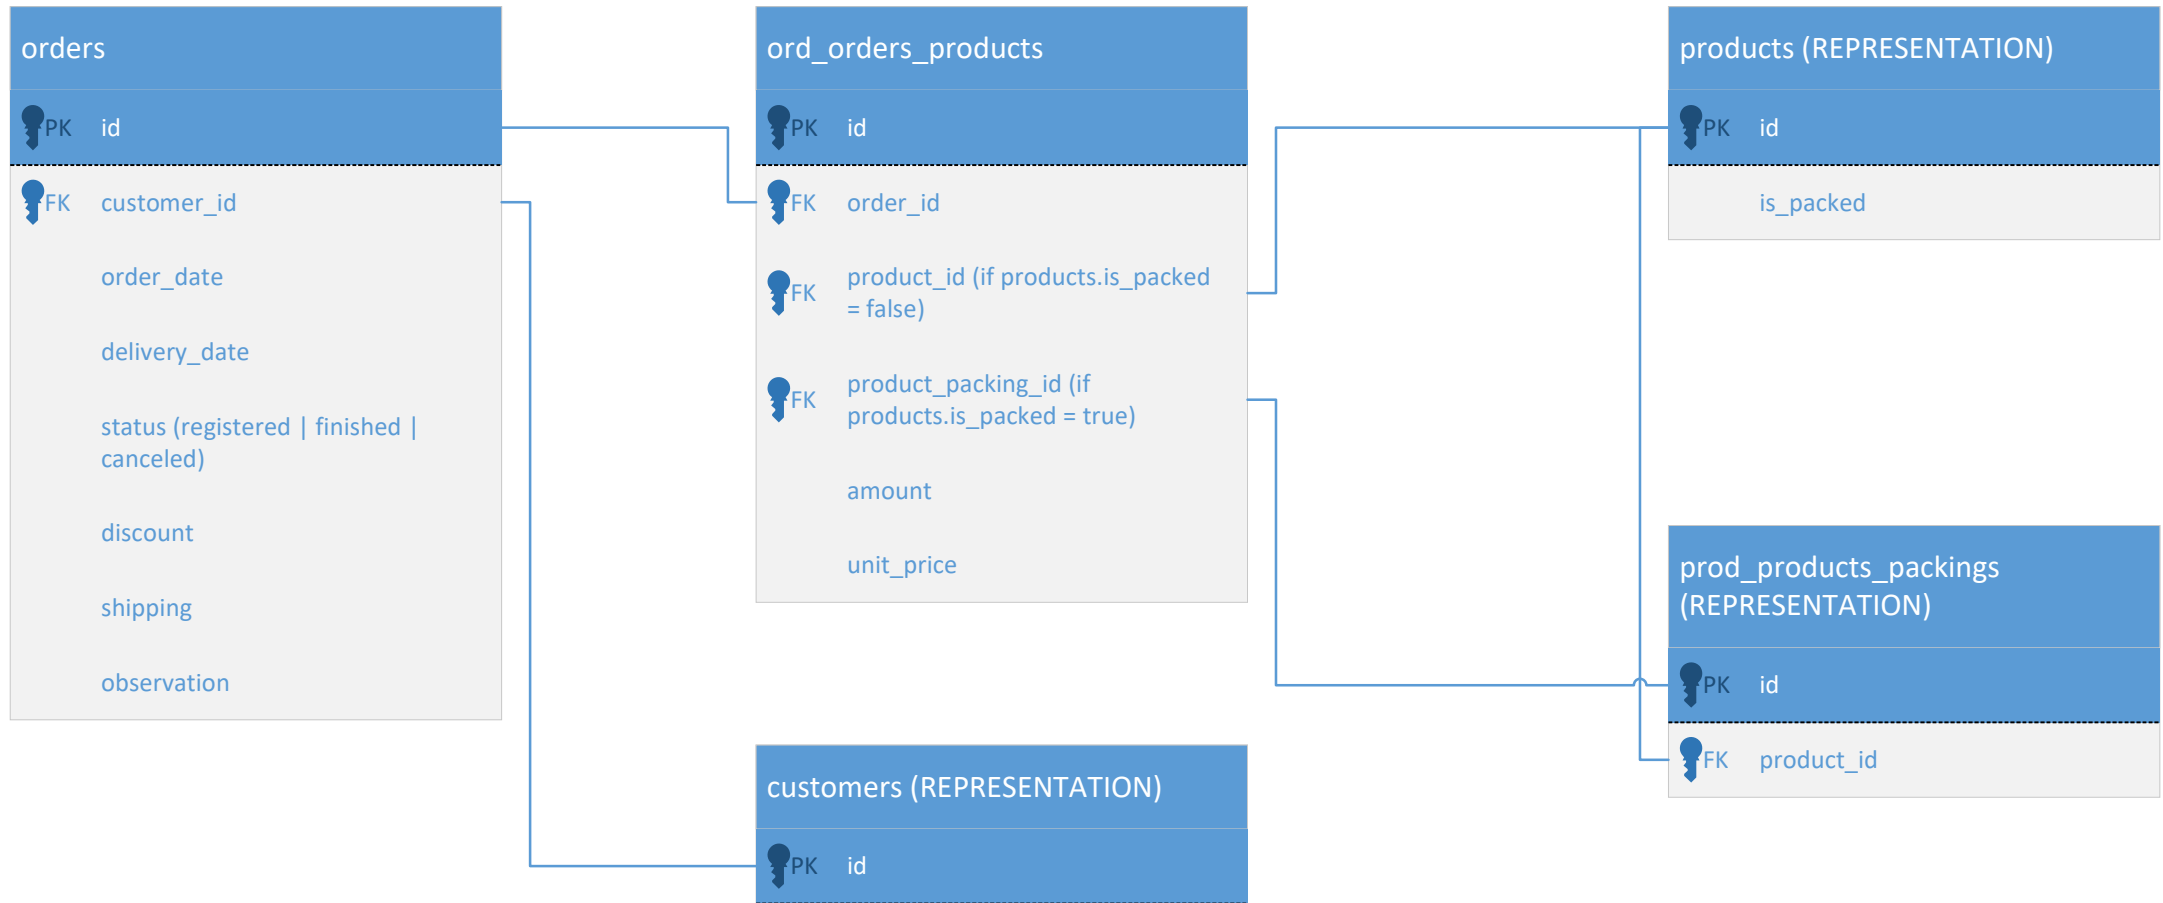 orders
PK id
FK customer_id
order_date
delivery_date
status (registered | finished |
canceled)
discount
shipping
observation
ord_orders_products
PK id
FK order_id
FK product_id (if products.is_packed
= false)
FK product_packing_id (if
products.is_packed = true)
amount
unit_price
customers (REPRESENTATION)
PK id
products (REPRESENTATION)
PK id
is_packed
prod_products_packings
(REPRESENTATION)
PK id
FK product_id